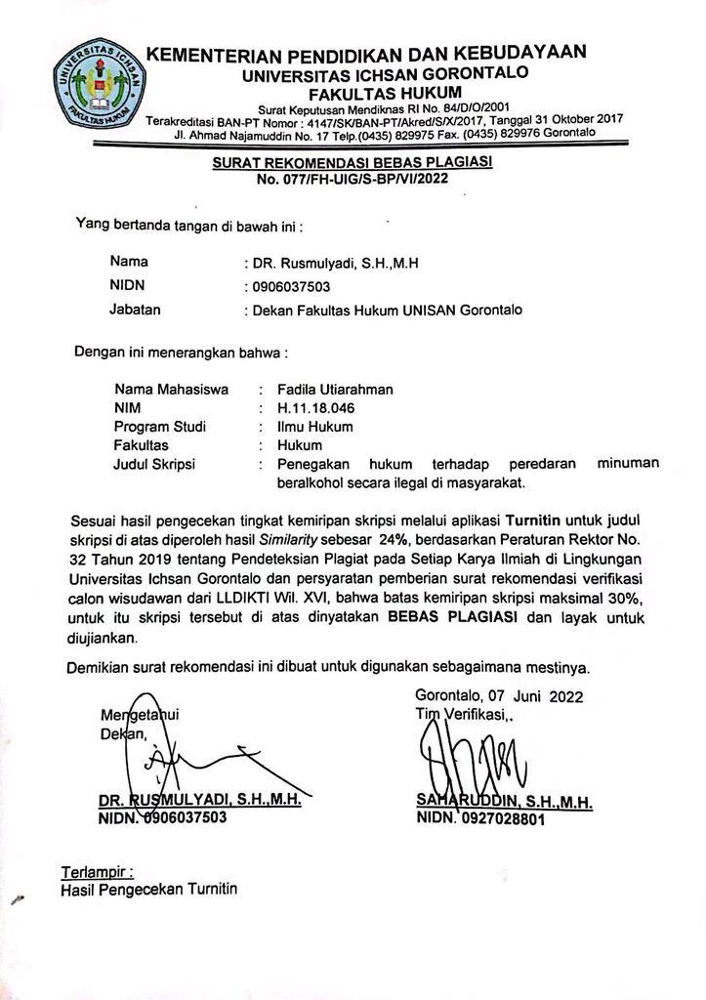 UNIVERSITAS ICHSAN
FAKULTAS HUKUM
KEMENTERIAN PENDIDIKAN DAN KEBUDAYAAN
UNIVERSITAS ICHSAN GORONTALO
FAKULTAS HUKUM
Surat Keputusan Mendiknas RI No. 84/D/O/2001
Terakreditasi BAN-PT Nomor : 4147/SK/BAN-PT/Akred/S/X/2017, Tanggal 31 Oktober 2017
Jl. Ahmad Najamuddin No. 17 Telp.(0435) 829975 Fax. (0435) 829976 Gorontalo
SURAT REKOMENDASI BEBAS PLAGIASI
No. 077/FH-UIG/S-BP/VI/2022
Yang bertanda tangan di bawah ini :
Nama : DR. Rusmulyadi, S.H.,M.H
NIDN : 0906037503
Jabatan : Dekan Fakultas Hukum UNISAN Gorontalo
Dengan ini menerangkan bahwa :
Nama Mahasiswa : Fadila Utiarahman
NIM : H.11.18.046
Program Studi : Ilmu Hukum
Fakultas : Hukum
Judul Skripsi : Penegakan hukum terhadap peredaran minuman
beralkohol secara ilegal di masyarakat.
Sesuai hasil pengecekan tingkat kemiripan skripsi melalui aplikasi Turnitin untuk judul
skripsi di atas diperoleh hasil Similarity sebesar 24%, berdasarkan Peraturan Rektor No.
32 Tahun 2019 tentang Pendeteksian Plagiat pada Setiap Karya Ilmiah di Lingkungan
Universitas Ichsan Gorontalo dan persyaratan pemberian surat rekomendasi verifikasi
calon wisudawan dari LLDIKTI Wil. XVI, bahwa batas kemiripan skripsi maksimal 30%,
untuk itu skripsi tersebut di atas dinyatakan BEBAS PLAGIASI dan layak untuk
diujiankan.
Demikian surat rekomendasi ini dibuat untuk digunakan sebagaimana mestinya.
Gorontalo, 07 Juni 2022
Mengetahui Tim Verifikasi,.
Dekan,
DR. RUSMULYADI, S.H.,M.H. SAHARUDDIN, S.H.,M.H.
NIDN. 0906037503 NIDN. 0927028801
Terlampir :
Hasil Pengecekan Turnitin